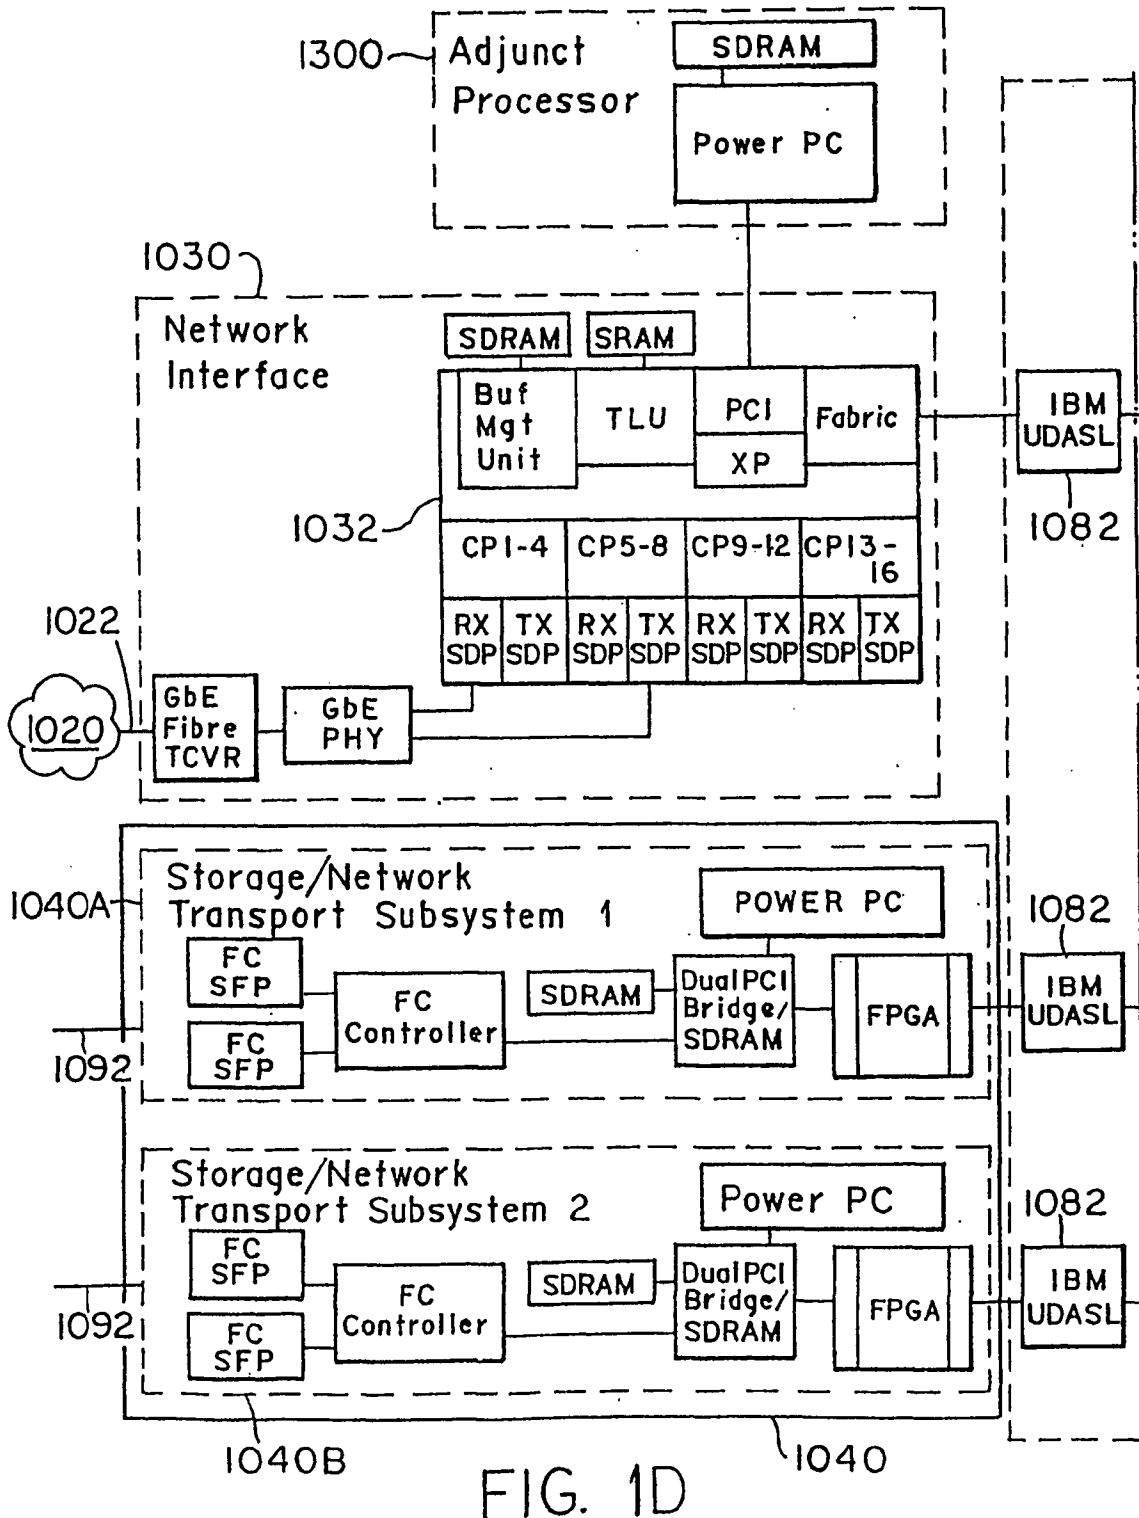 1300
Adjunct
Processor
SDRAM
Power PC
1030
Network
Interface
SDRAM
SRAM
Buf
Mgt
Unit
TLU
PCI
XP
Fabric
IBM
UDASL
1082
1032
CP1-4
CP5-8
CP9-12
CP13-
16
RX
SDP
TX
SDP
RX
SDP
TX
SDP
RX
SDP
TX
SDP
RX
SDP
TX
SDP
1022
1020
GbE
Fibre
TCVR
GbE
PHY
1040A
Storage/Network
Transport Subsystem 1
POWER PC
FC
SFP
FC
SFP
FC
Controller
SDRAM
DualPCI
Bridge/
SDRAM
FPGA
1082
IBM
UDASL
1092
Storage/Network
Transport Subsystem 2
Power PC
FC
SFP
FC
SFP
FC
Controller
SDRAM
DualPCI
Bridge/
SDRAM
FPGA
1082
IBM
UDASL
1092
1040B
1040
FIG. 1D